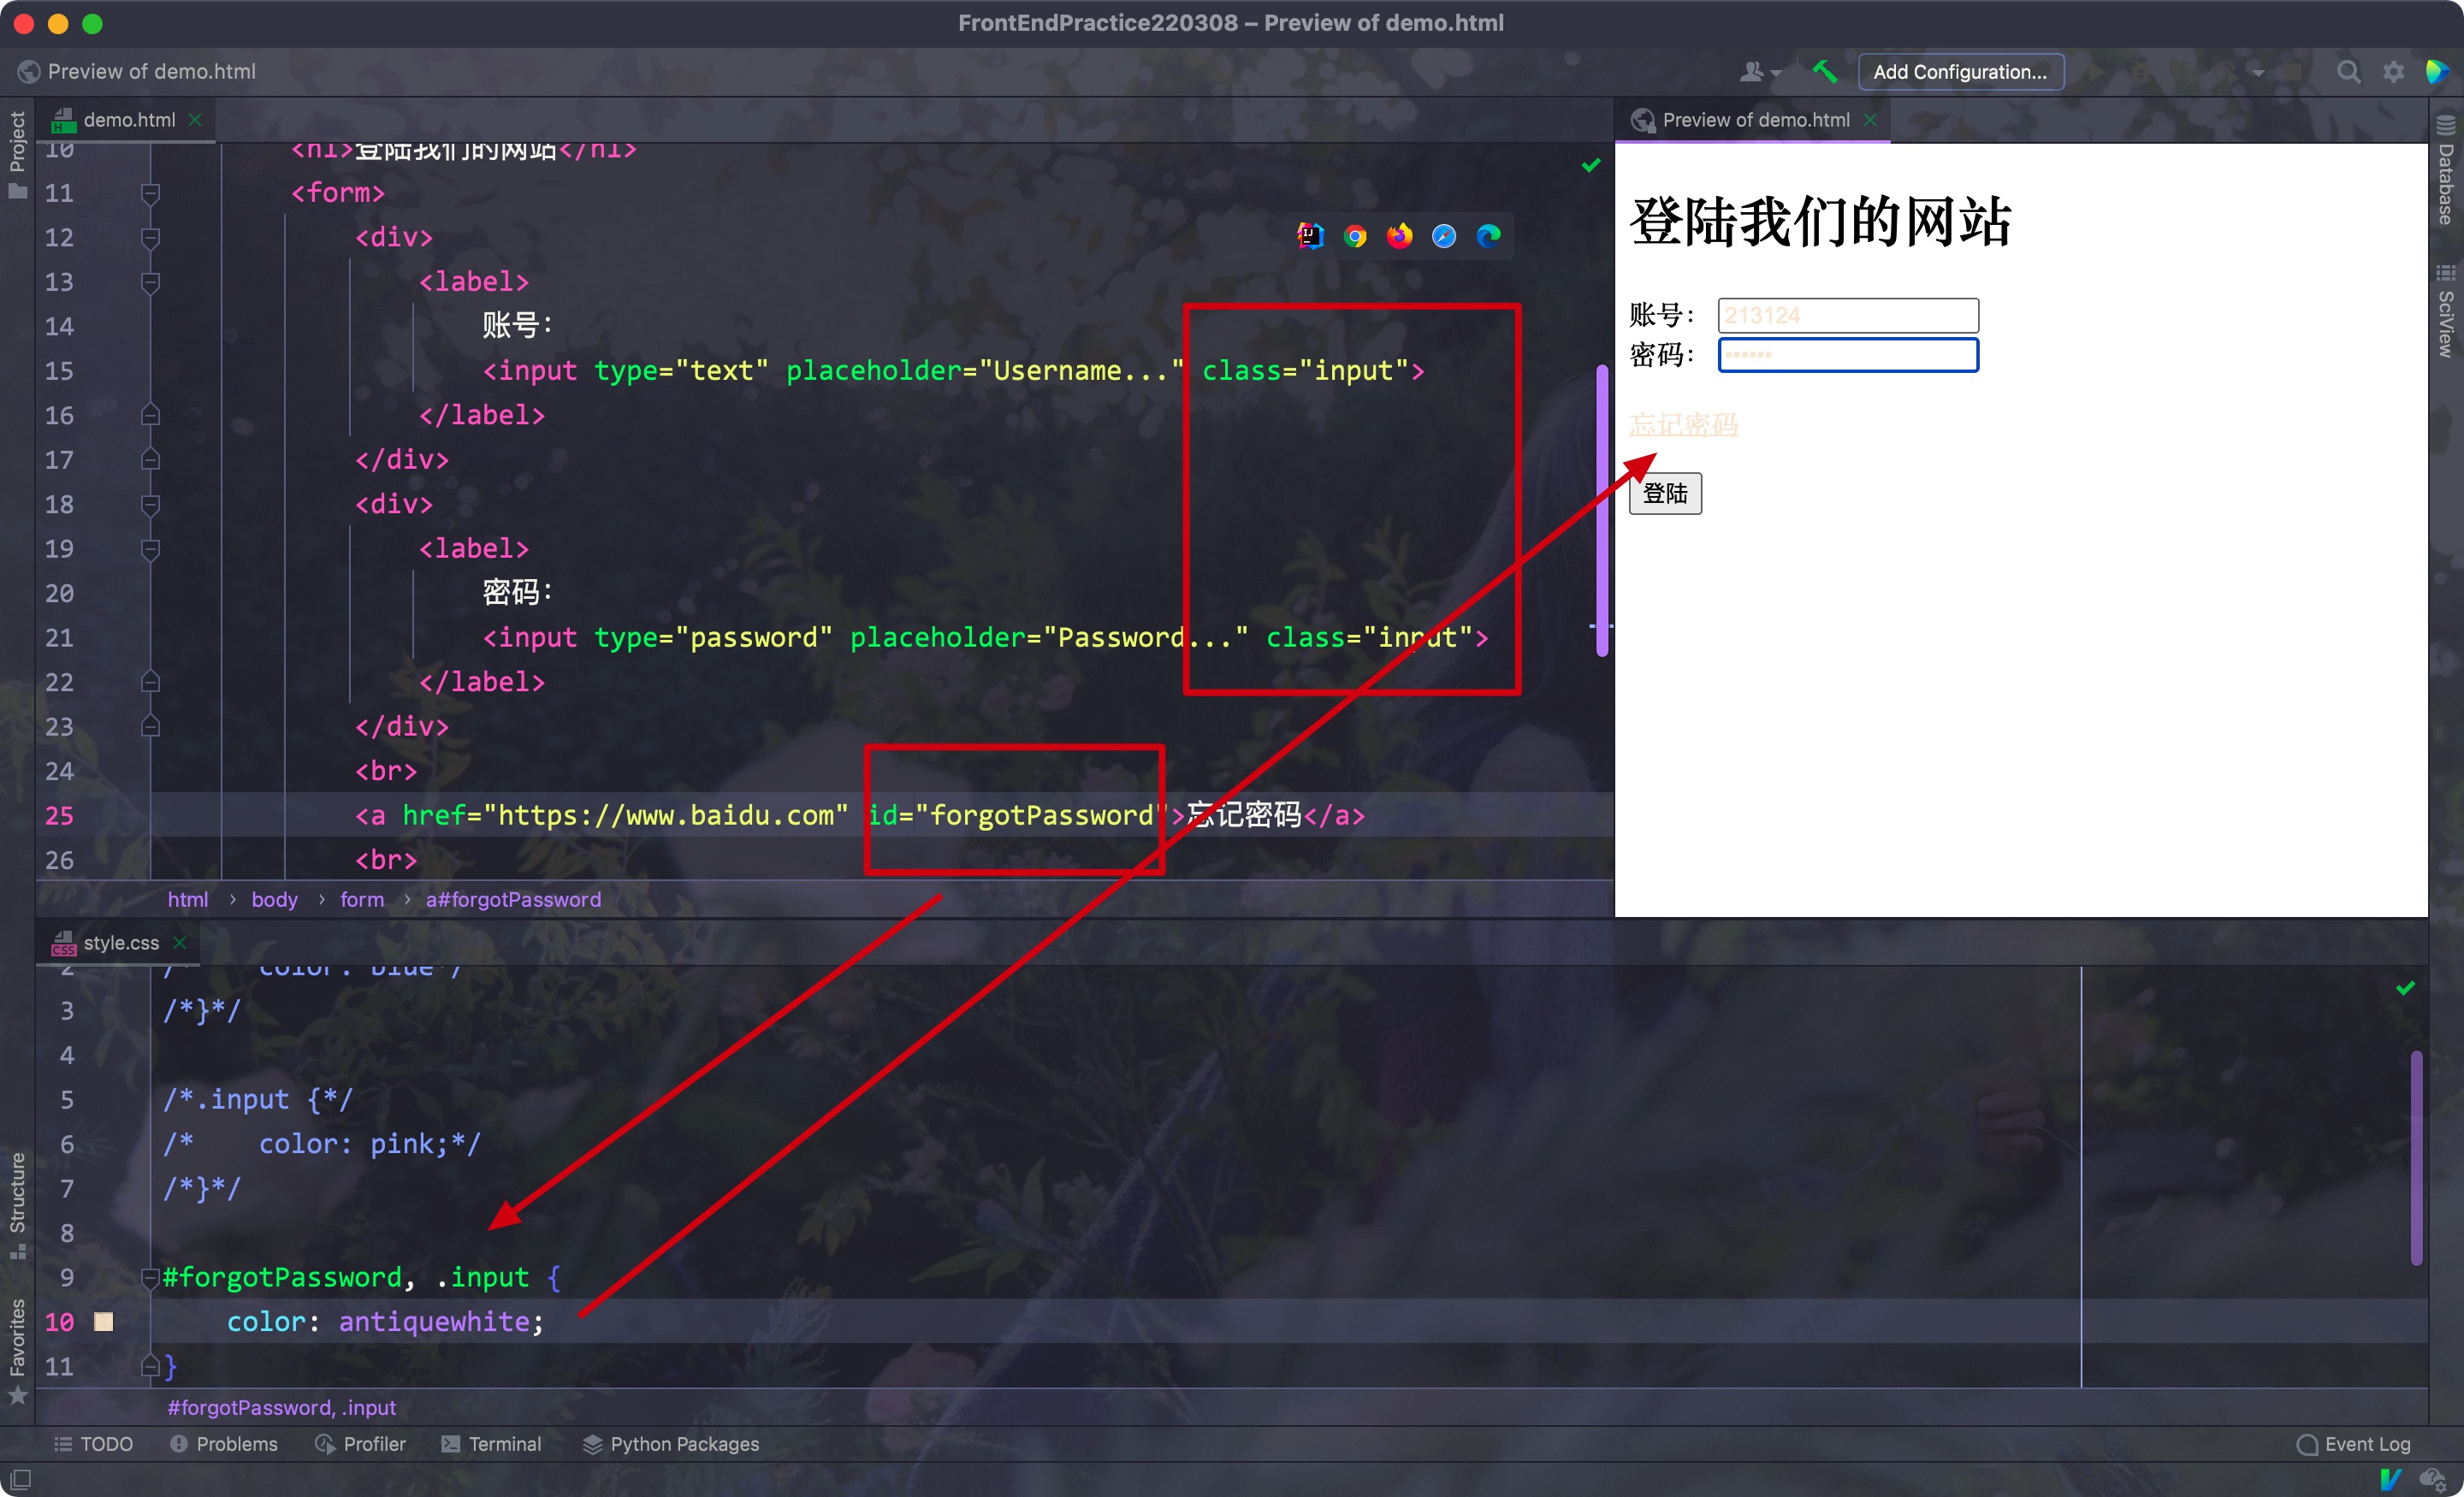 FrontEndPractice220308 – Preview of demo.html
Preview of demo.html
Add Configuration...
Project
demo.html
10 <h1>登陆我们的网站</h1>
11 <form>
12 <div>
13 <label>
14 账号：
15 <input type="text" placeholder="Username..." class="input">
16 </label>
17 </div>
18 <div>
19 <label>
20 密码：
21 <input type="password" placeholder="Password..." class="input">
22 </label>
23 </div>
24 <br>
25 <a href="https://www.baidu.com" id="forgotPassword">忘记密码</a>
26 <br>
html › body › form › a#forgotPassword
Preview of demo.html
登陆我们的网站
账号： 213124
密码： ••••••
忘记密码
登陆
Database
SciView
style.css
2 /* color: blue*/
3 /*}*/
4
5 /*.input {*/
6 /* color: pink;*/
7 /*}*/
8
9 #forgotPassword, .input {
10 color: antiquewhite;
11 }
#forgotPassword, .input
Structure
Favorites
TODO Problems Profiler Terminal Python Packages Event Log